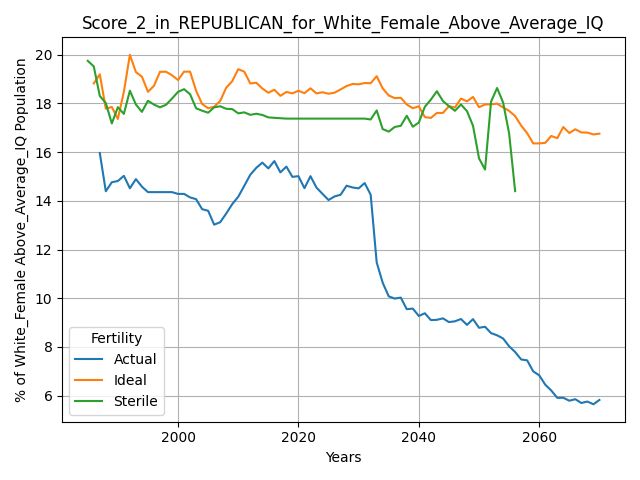 Score_2_in_REPUBLICAN_for_White_Female_Above_Average_IQ
% of White_Female Above_Average_IQ Population
20
18
16
14
12
10
8
6
Fertility
Actual
Ideal
Sterile
2000 2020 2040 2060
Years